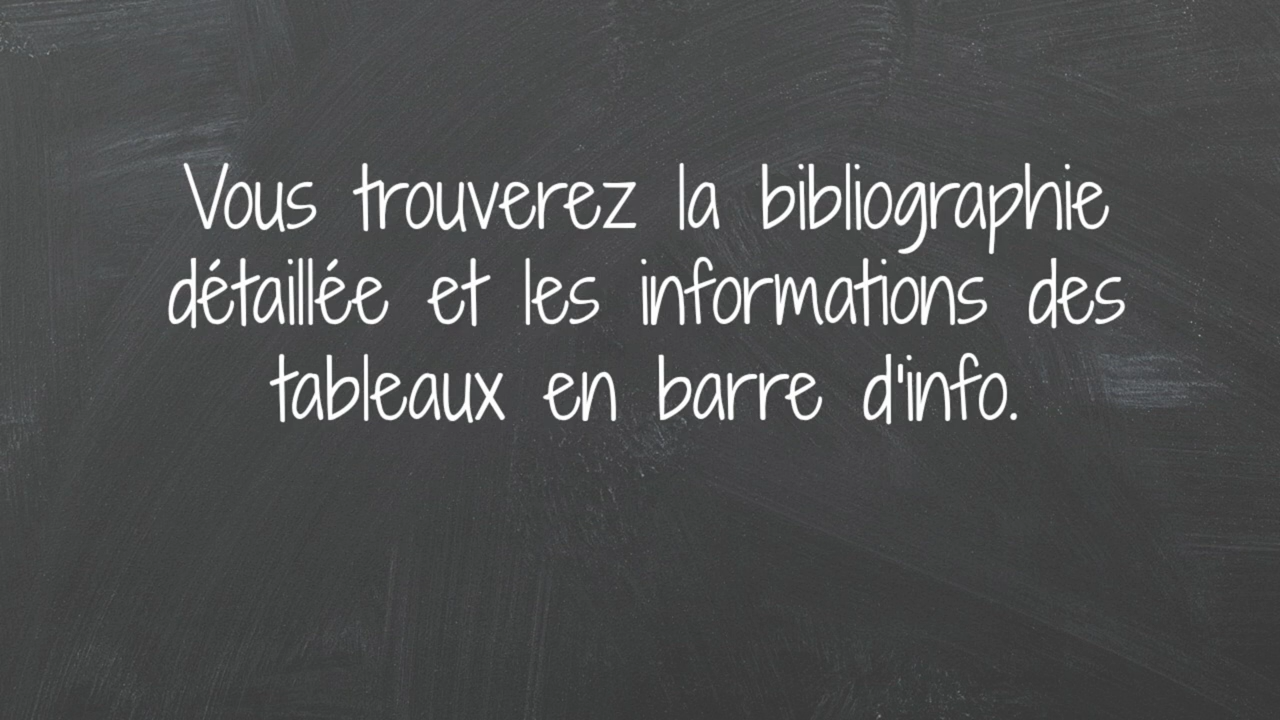 Vous trouverez la bibliographie
détaillée et les informations des
tableaux en barre d'info.